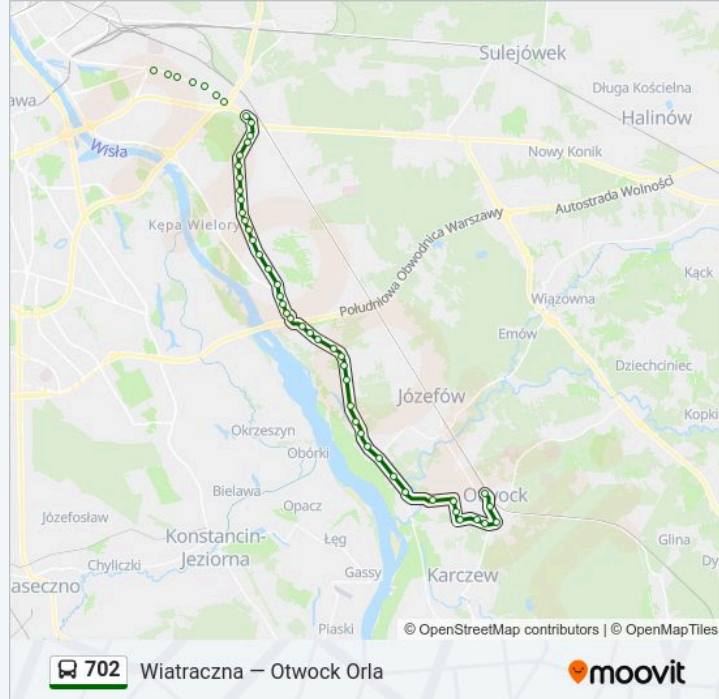 Sulejówek
Długa Kościelna
awa
Halinów
Wisła
Nowy Konik
Autostrada Wolności
Kępa Wielory
Południowa Obwodnica Warszawy
Kąck
Wiązowna
Emów
Dziechciniec
Józefów
Kopki
Okrzeszyn
Obórki
Bielawa
Otwock
Opacz
Józefosław
Konstancin-
Jeziorna
Łęg
Glina
Chyliczki
Dy
Gassy
Karczew
aseczno
Piaski
© OpenStreetMap contributors | © OpenMapTiles
702 Wiatraczna — Otwock Orla
moovit